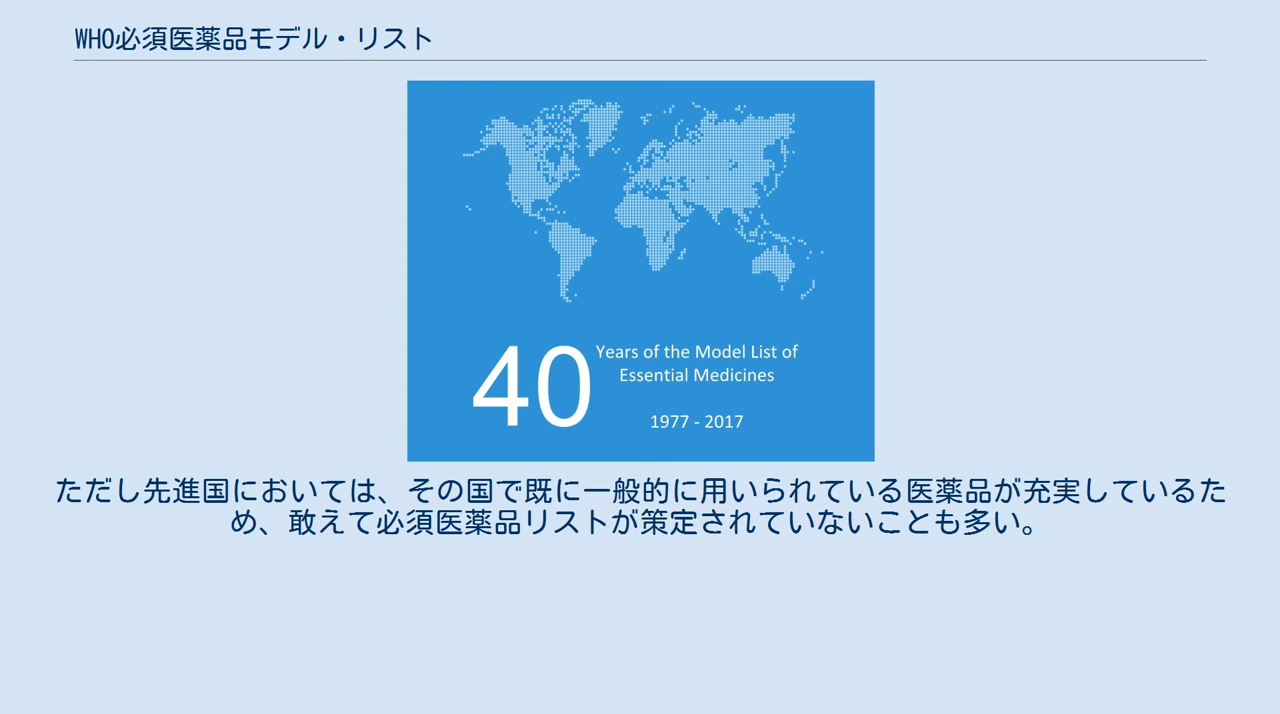 WHO必須医薬品モデル・リスト
40
Years of the Model List of
Essential Medicines
1977 - 2017
ただし先進国においては、その国で既に一般的に用いられている医薬品が充実しているた
め、敢えて必須医薬品リストが策定されていないことも多い。